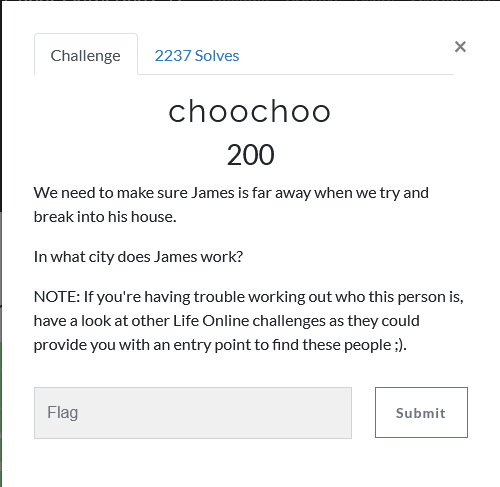 Challenge
2237 Solves
×
choochoo
200
We need to make sure James is far away when we try and
break into his house.
In what city does James work?
NOTE: If you're having trouble working out who this person is,
have a look at other Life Online challenges as they could
provide you with an entry point to find these people ;).
Flag
Submit